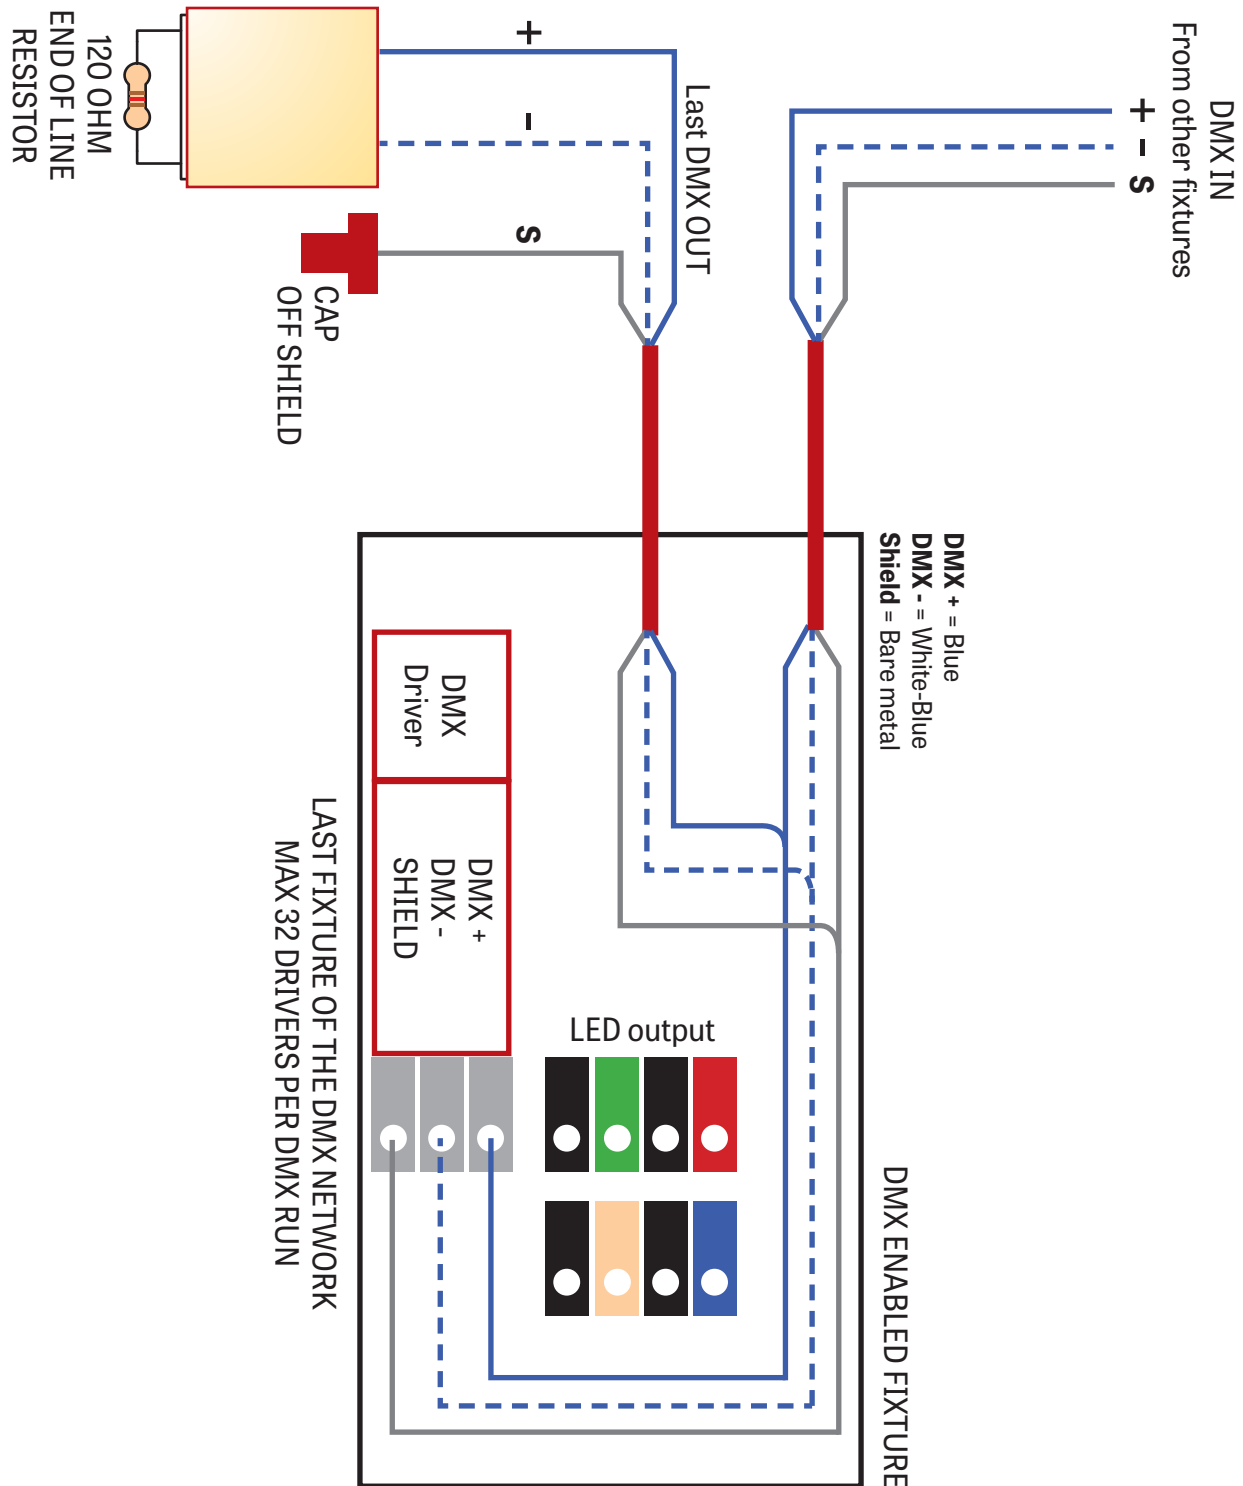 DMX IN
From other fixtures
+
-
S
Last DMX OUT
+
-
S
120 OHM
END OF LINE
RESISTOR
CAP
OFF SHIELD
DMX + = Blue
DMX - = White-Blue
Shield = Bare metal
DMX ENABLED FIXTURE
DMX
Driver
DMX +
DMX -
SHIELD
LED output
LAST FIXTURE OF THE DMX NETWORK
MAX 32 DRIVERS PER DMX RUN